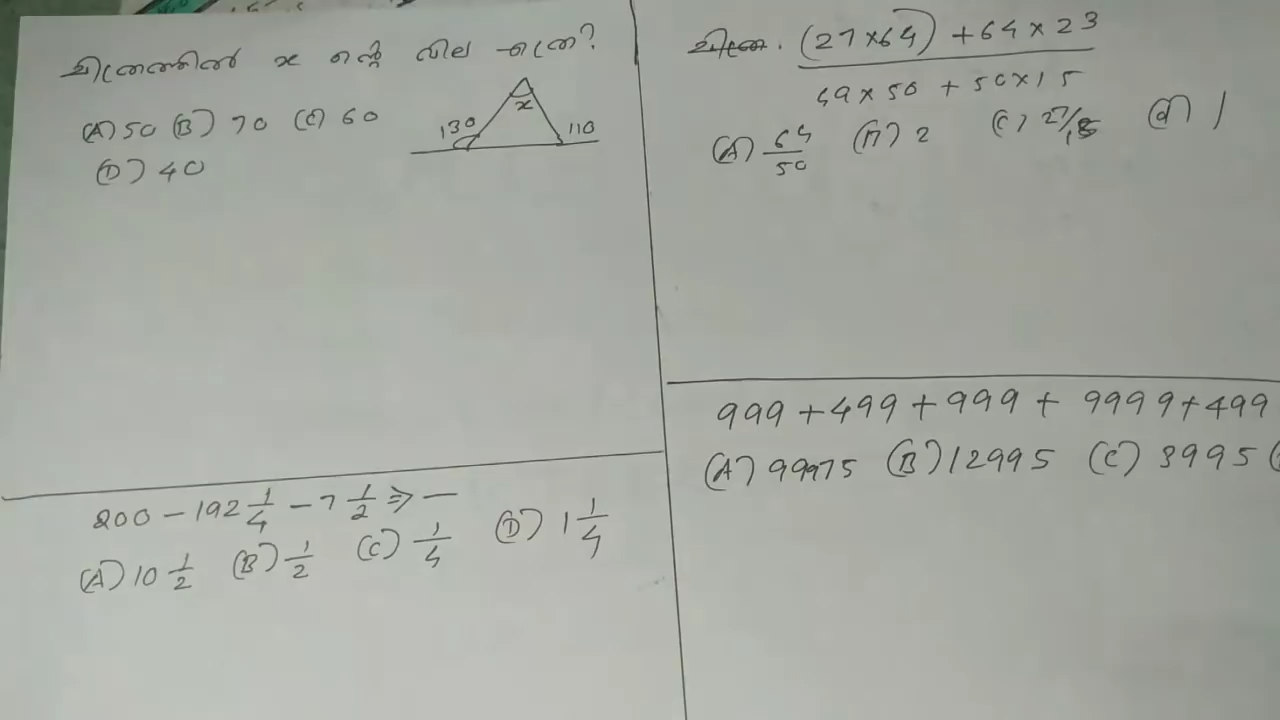 ചിത്രത്തിൽ x ന്റെ വില എത്ര?
(A) 50 (B) 70 (C) 60
(D) 40
130 x 110
(27×64) + 64×23
49×50 + 50×15
(A) 64/50 (B) 2 (C) 27/15 (D) 1
200 – 192 1/4 – 7 1/2 ⇒ —
(A) 10 1/2 (B) 1/2 (C) 1/4 (D) 1 1/4
999 + 499 + 999 + 9999 + 499
(A) 99975 (B) 12995 (C) 3995